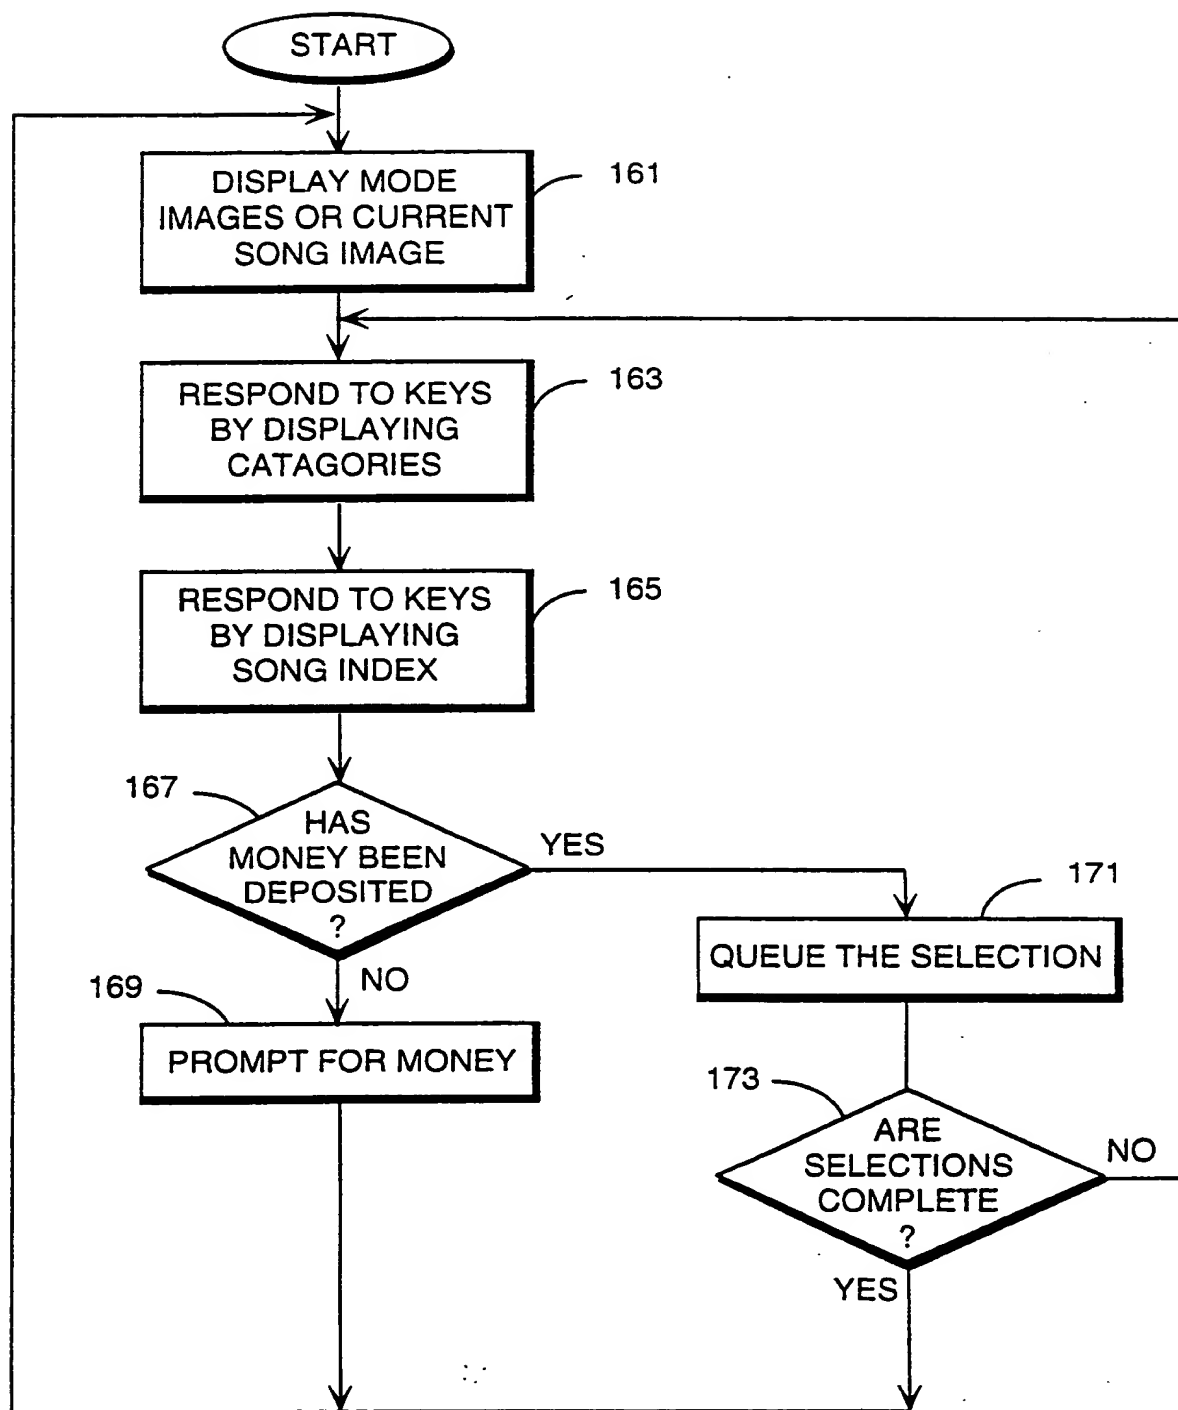 START
DISPLAY MODE
IMAGES OR CURRENT
SONG IMAGE
161
RESPOND TO KEYS
BY DISPLAYING
CATAGORIES
163
RESPOND TO KEYS
BY DISPLAYING
SONG INDEX
165
167
HAS
MONEY BEEN
DEPOSITED
?
YES
NO
171
QUEUE THE SELECTION
169
PROMPT FOR MONEY
173
ARE
SELECTIONS
COMPLETE
?
NO
YES